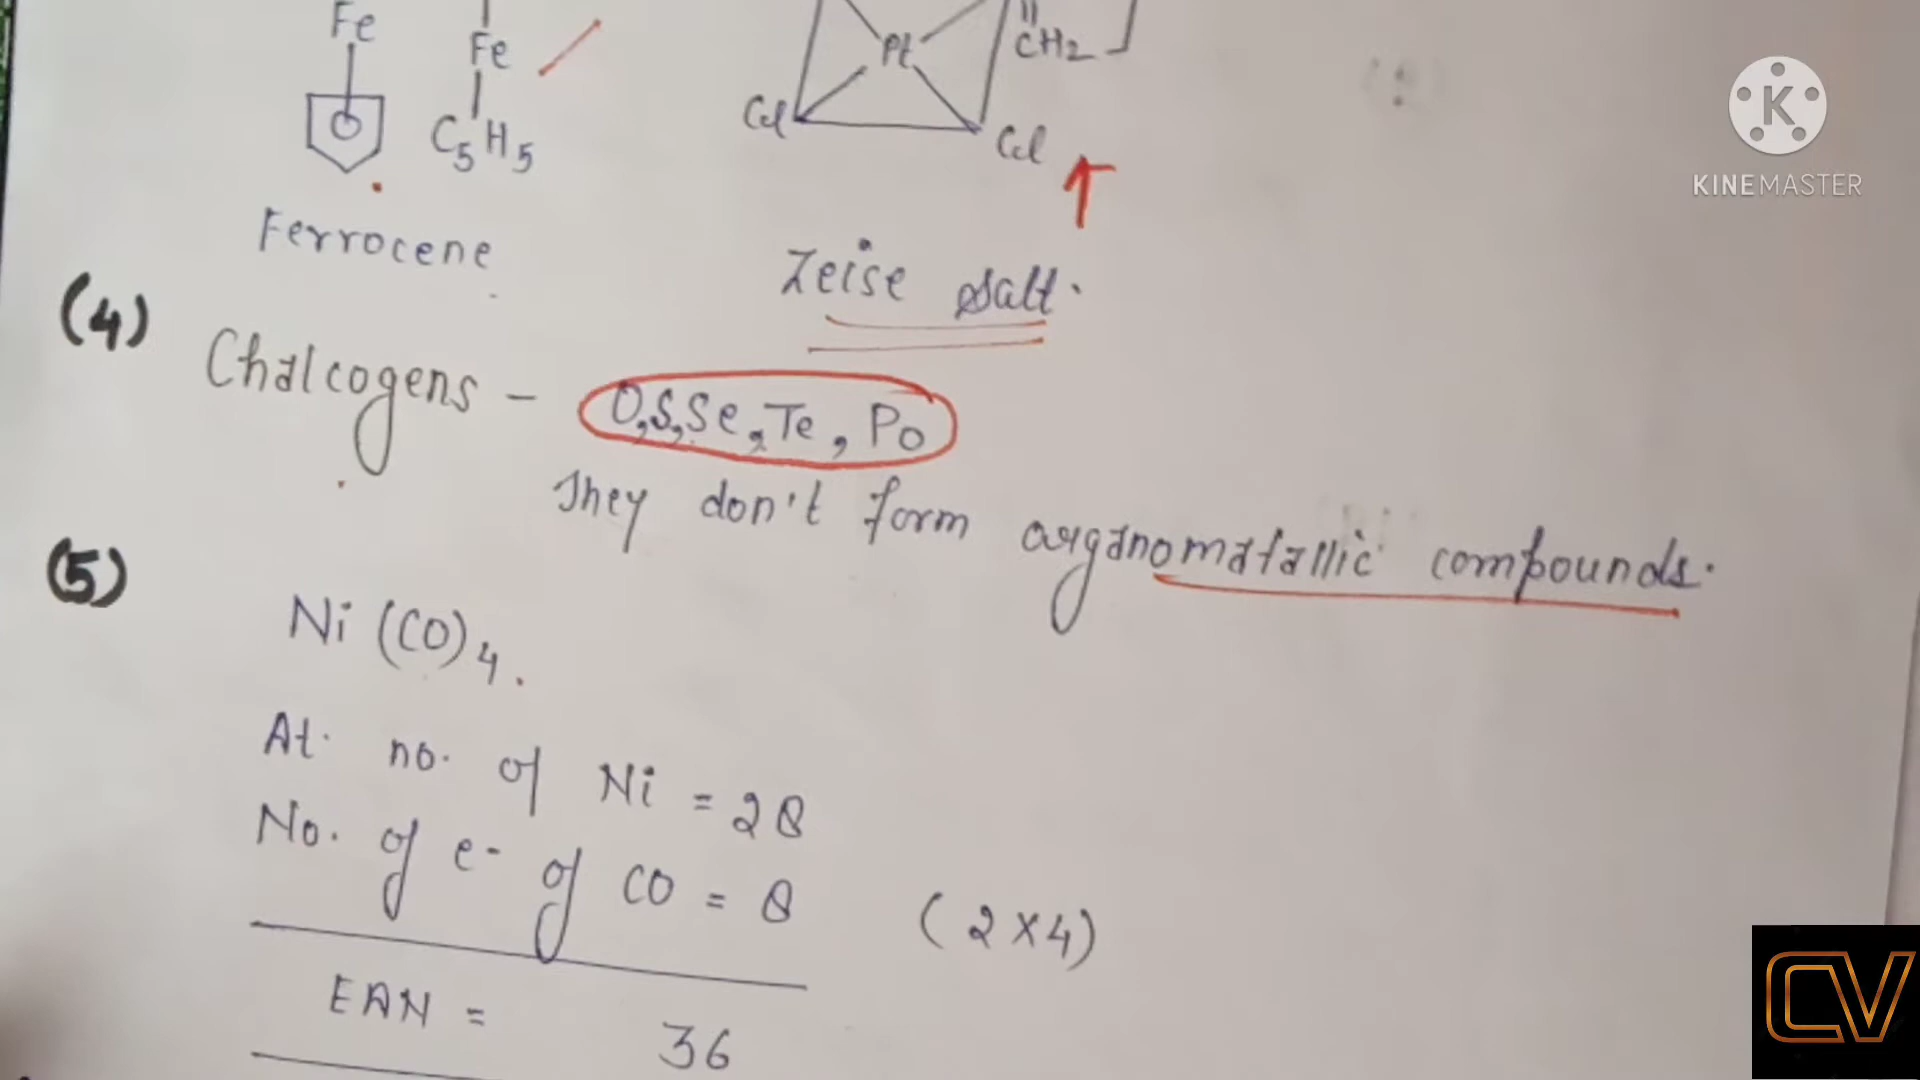 Fe
Fe
C5H5
Ferrocene
Pt
CH2
Cl
Cl
Zeise Salt.
(4) Chalcogens - O,S,Se,Te,Po
They don't form organomatallic compounds.
(5)
Ni(CO)4.
At. no. of Ni = 28
No. of e- of CO = 8 (2×4)
EAN = 36
KINEMASTER
CV